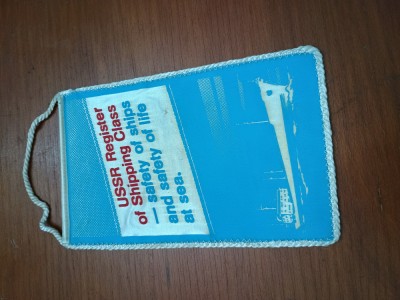 USSR Register
of Shipping Class
— safety of ships
and safety of life
at sea.